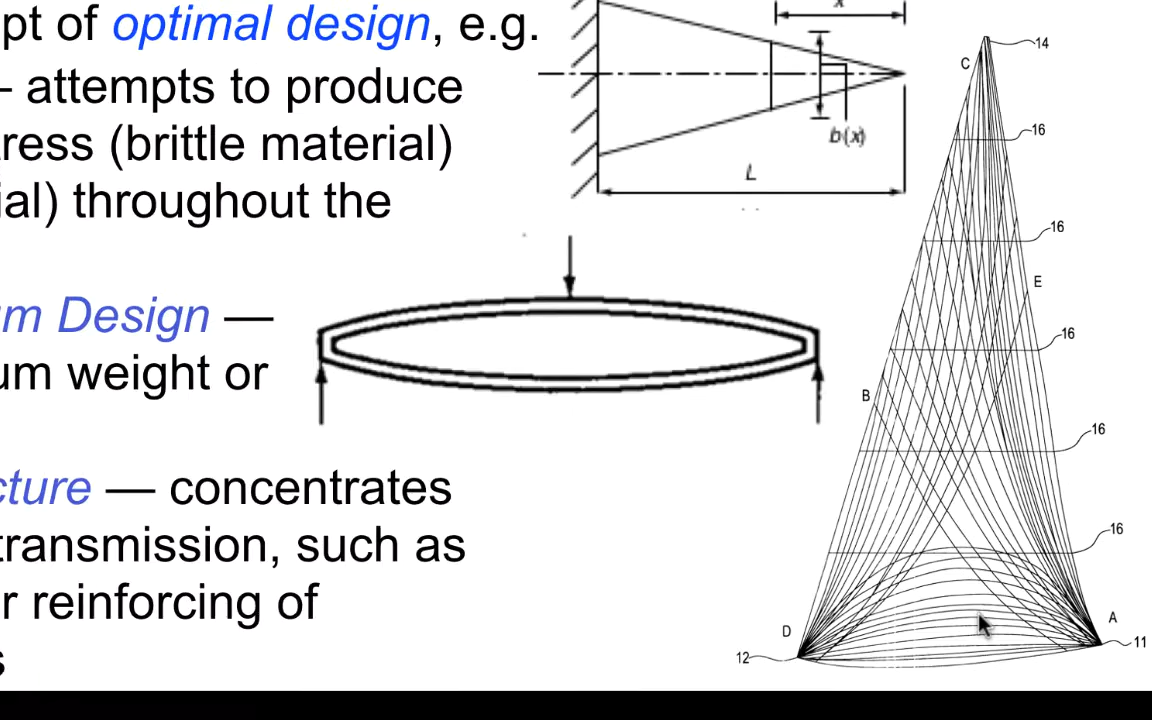 pt of optimal design, e.g.
– attempts to produce
ress (brittle material)
ial) throughout the
m Design —
um weight or
cture — concentrates
transmission, such as
r reinforcing of
s
x
b(x)
L
14
C
16
16
E
16
B
16
16
D
A
12
11